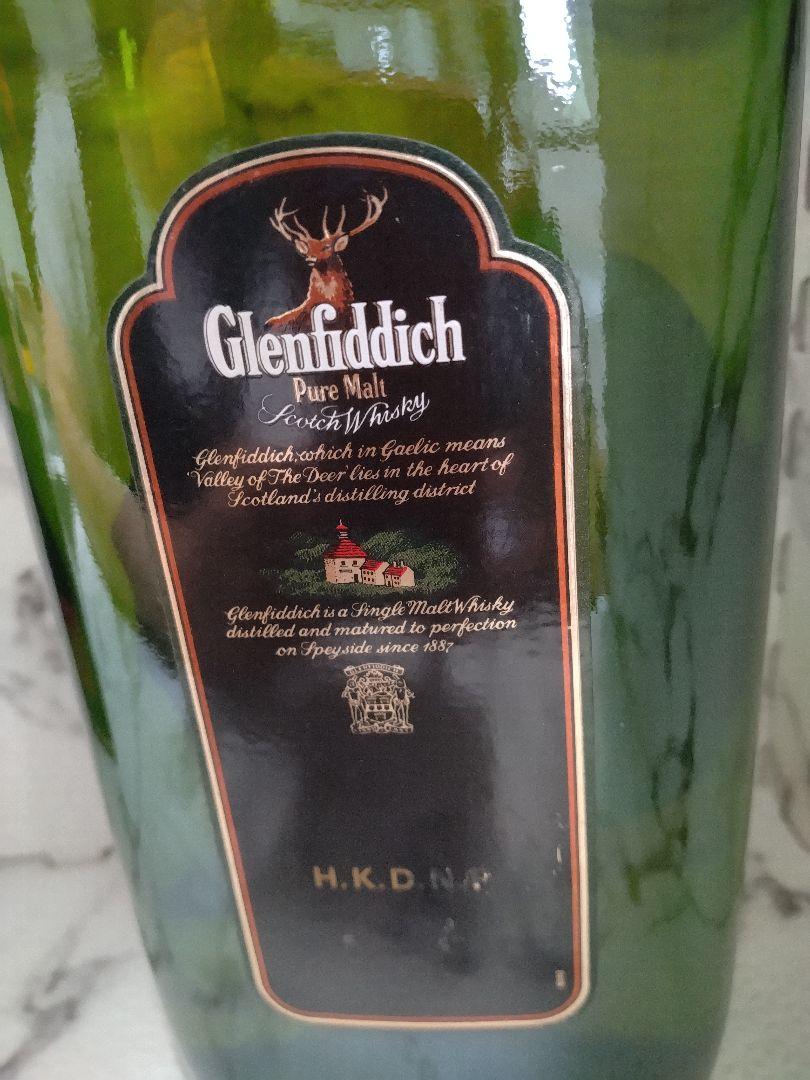 Glenfiddich
Pure Malt
Scotch Whisky
Glenfiddich, which in Gaelic means
'Valley of The Deer' lies in the heart of
Scotland's distilling district
Glenfiddich is a Single Malt Whisky
distilled and matured to perfection
on Speyside since 1887
H.K.D.N.P